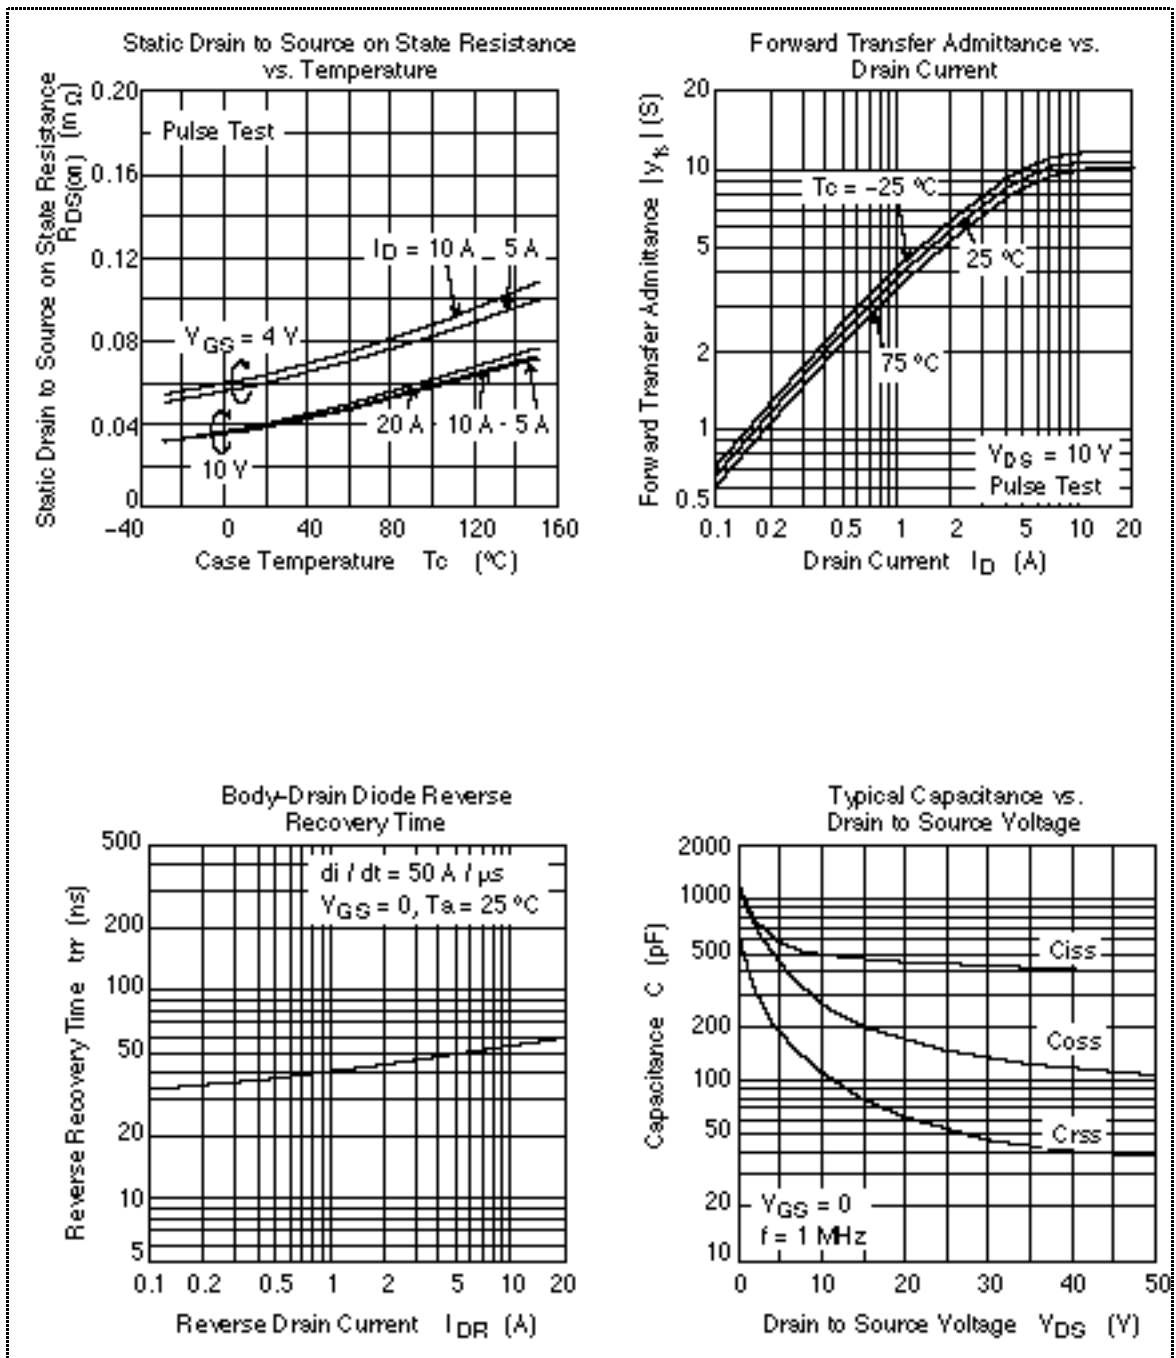 Static Drain to Source on State Resistance
vs. Temperature
Static Drain to Source on State Resistance
RDS(on) (m Ω)
0.20
0.16
0.12
0.08
0.04
0
Pulse Test
ID = 10 A 5 A
VGS = 4 V
20 A 10 A 5 A
10 V
−40 0 40 80 120 160
Case Temperature Tc (ºC)
Forward Transfer Admittance vs.
Drain Current
Forward Transfer Admittance |yfs| (S)
20
10
5
2
1
0.5
Tc = −25 ºC
25 ºC
75 ºC
VDS = 10 V
Pulse Test
0.1 0.2 0.5 1 2 5 10 20
Drain Current ID (A)
Body–Drain Diode Reverse
Recovery Time
Reverse Recovery Time trr (ns)
500
200
100
50
20
10
5
di / dt = 50 A / µs
VGS = 0, Ta = 25 ºC
0.1 0.2 0.5 1 2 5 10 20
Reverse Drain Current IDR (A)
Typical Capacitance vs.
Drain to Source Voltage
Capacitance C (pF)
2000
1000
500
200
100
50
20
10
Ciss
Coss
Crss
VGS = 0
f = 1 MHz
0 10 20 30 40 50
Drain to Source Voltage VDS (V)